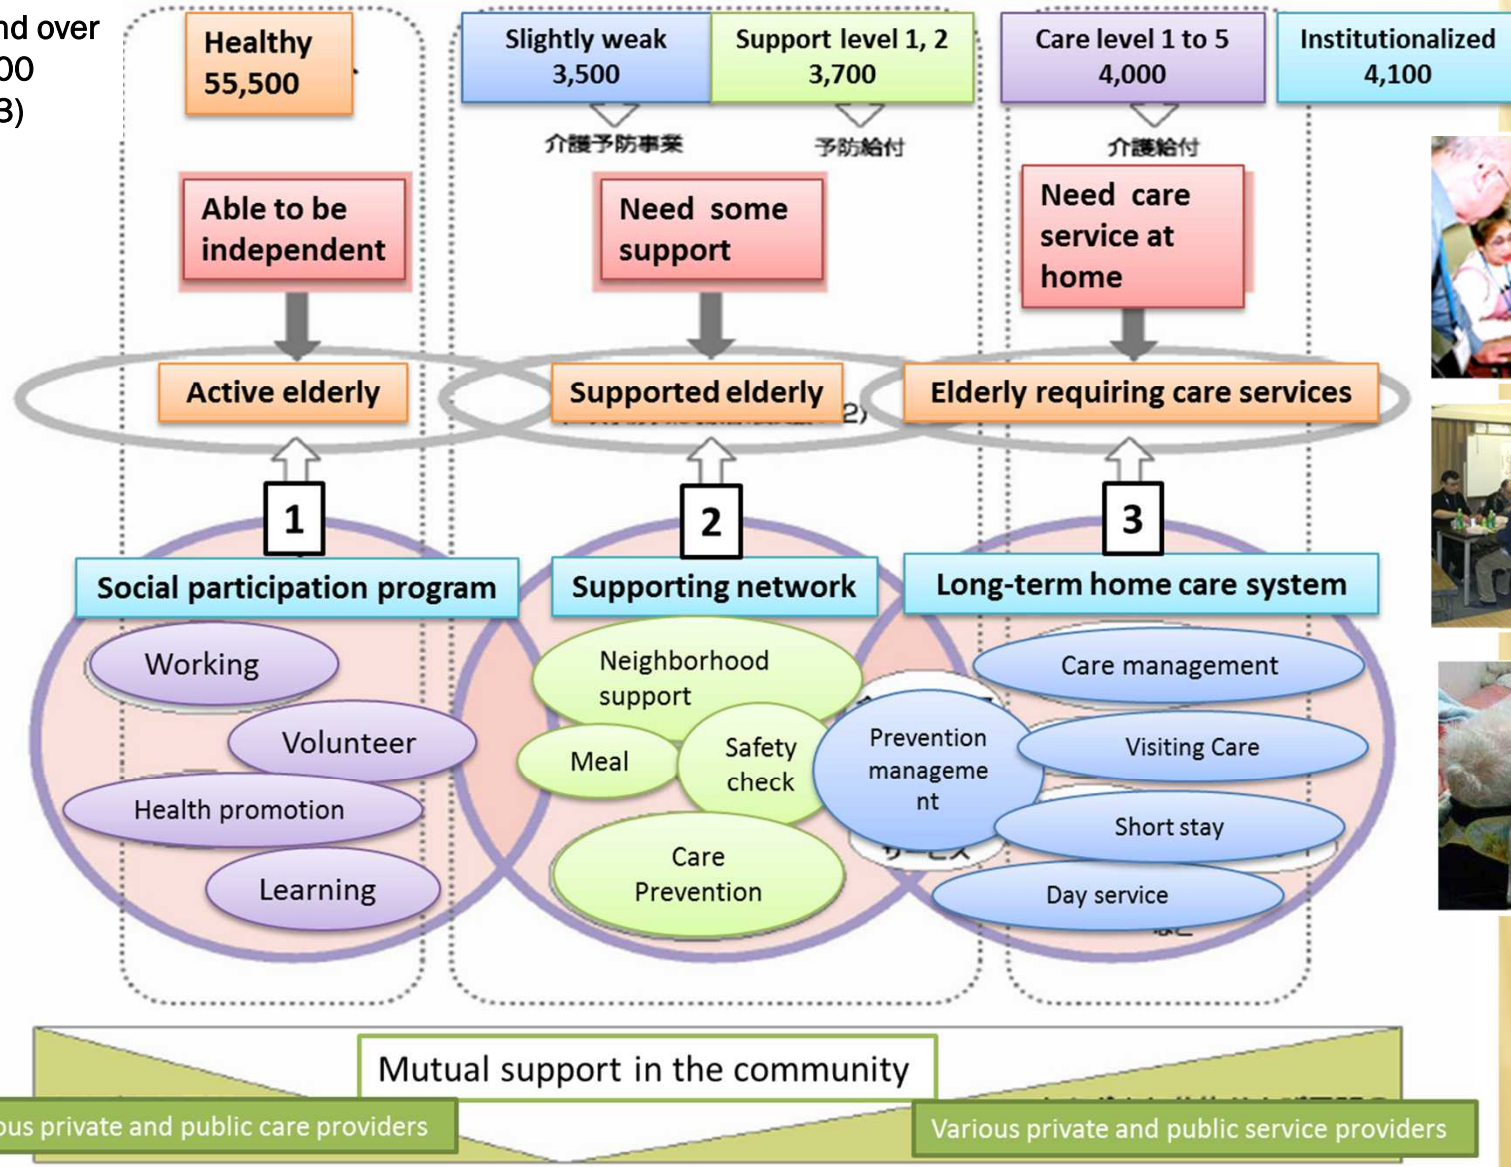 nd over
00
3)
Healthy
55,500
Slightly weak
3,500
Support level 1, 2
3,700
Care level 1 to 5
4,000
Institutionalized
4,100
介護予防事業
予防給付
介護給付
Able to be
independent
Need some
support
Need care
service at
home
Active elderly
Supported elderly
2)
Elderly requiring care services
1
2
3
Social participation program
Supporting network
Long-term home care system
Working
Volunteer
Health promotion
Learning
Neighborhood
support
Meal
Safety
check
Care
Prevention
Prevention
manageme
nt
サービス
Care management
Visiting Care
Short stay
Day service
Mutual support in the community
ous private and public care providers
Various private and public service providers